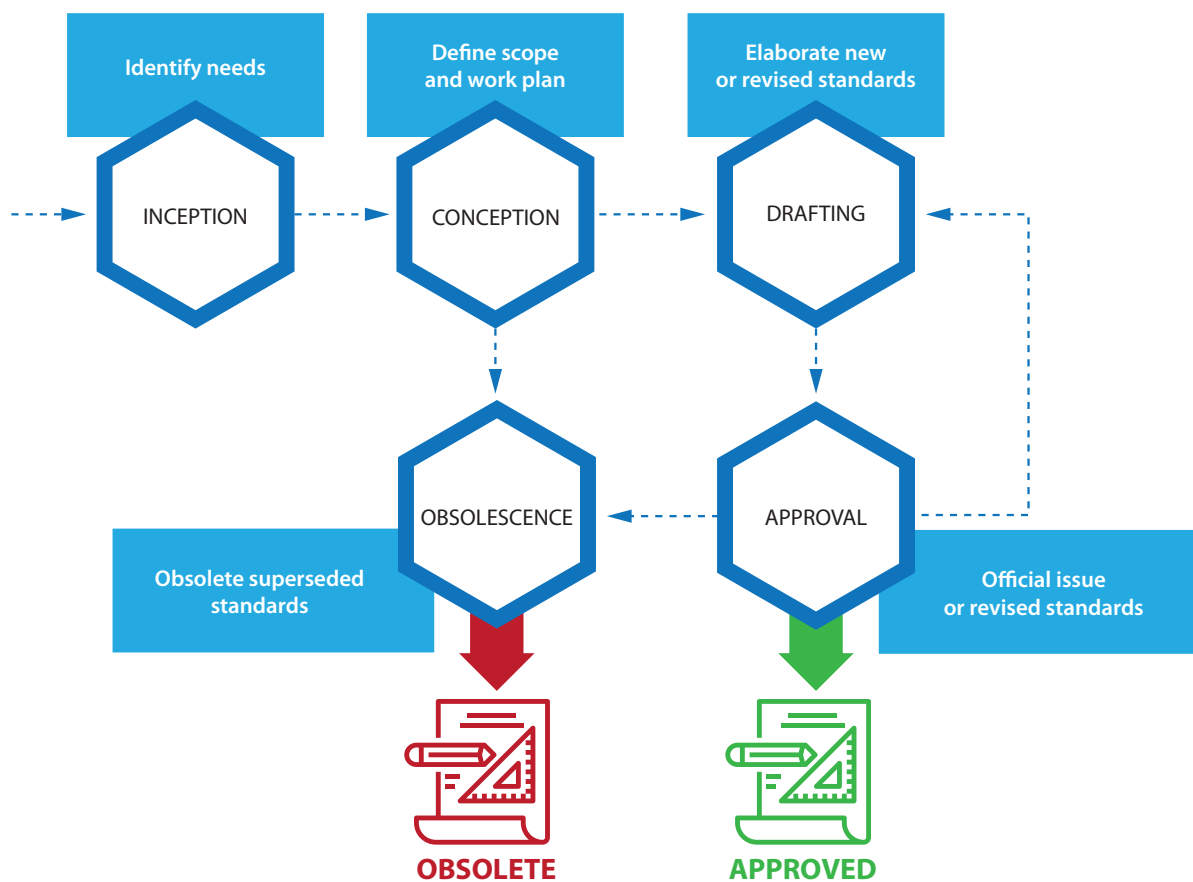 Identify needs
Define scope
and work plan
Elaborate new
or revised standards
INCEPTION
CONCEPTION
DRAFTING
OBSOLESCENCE
APPROVAL
Obsolete superseded
standards
Official issue
or revised standards
OBSOLETE
APPROVED